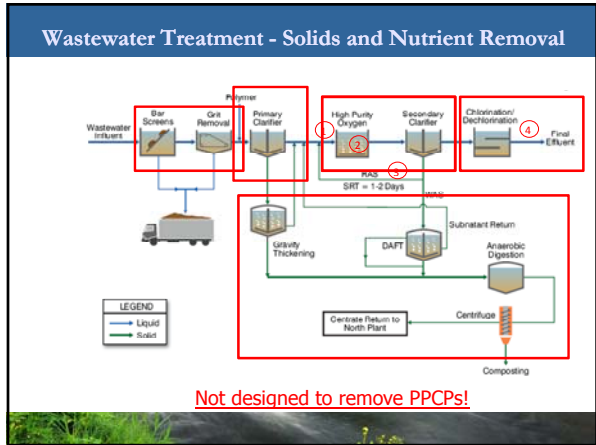 Wastewater Treatment - Solids and Nutrient Removal
Polymer
Bar
Screens
Grit
Removal
Primary
Clarifier
High Purity
Oxygen
Secondary
Clarifier
Chlorination/
Dechlorination
Wastewater
Influent
1
2
4
Final
Effluent
RAS
3
SRT = 1-2 Days
WAS
Gravity
Thickening
DAFT
Subnatant Return
Anaerobic
Digestion
LEGEND
Liquid
Solid
Centrate Return to
North Plant
Centrifuge
Composting
Not designed to remove PPCPs!